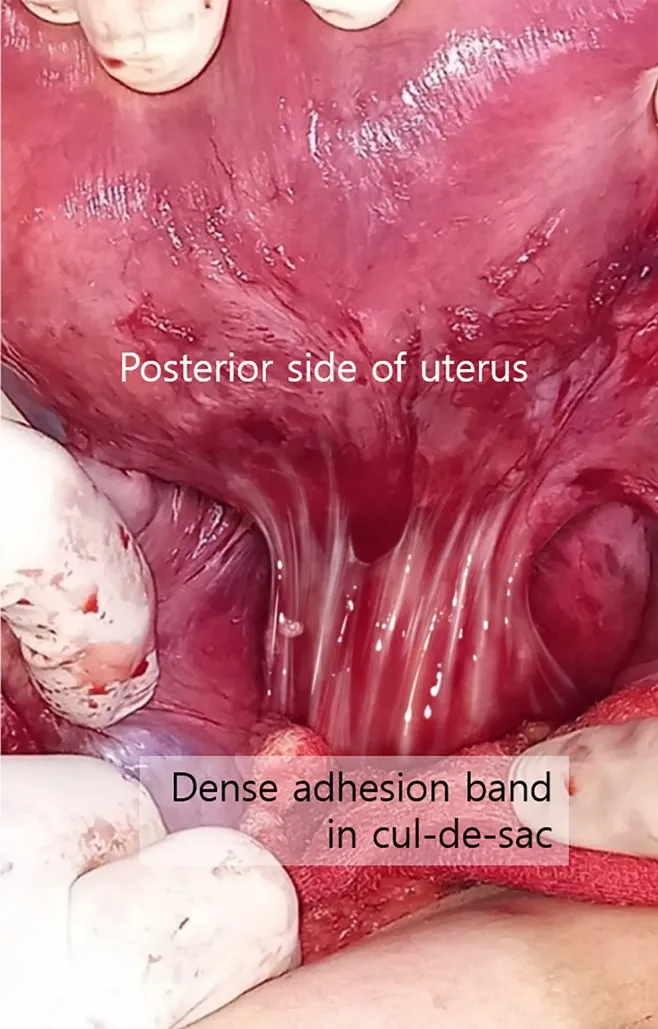 Posterior side of uterus
Dense adhesion band
in cul-de-sac